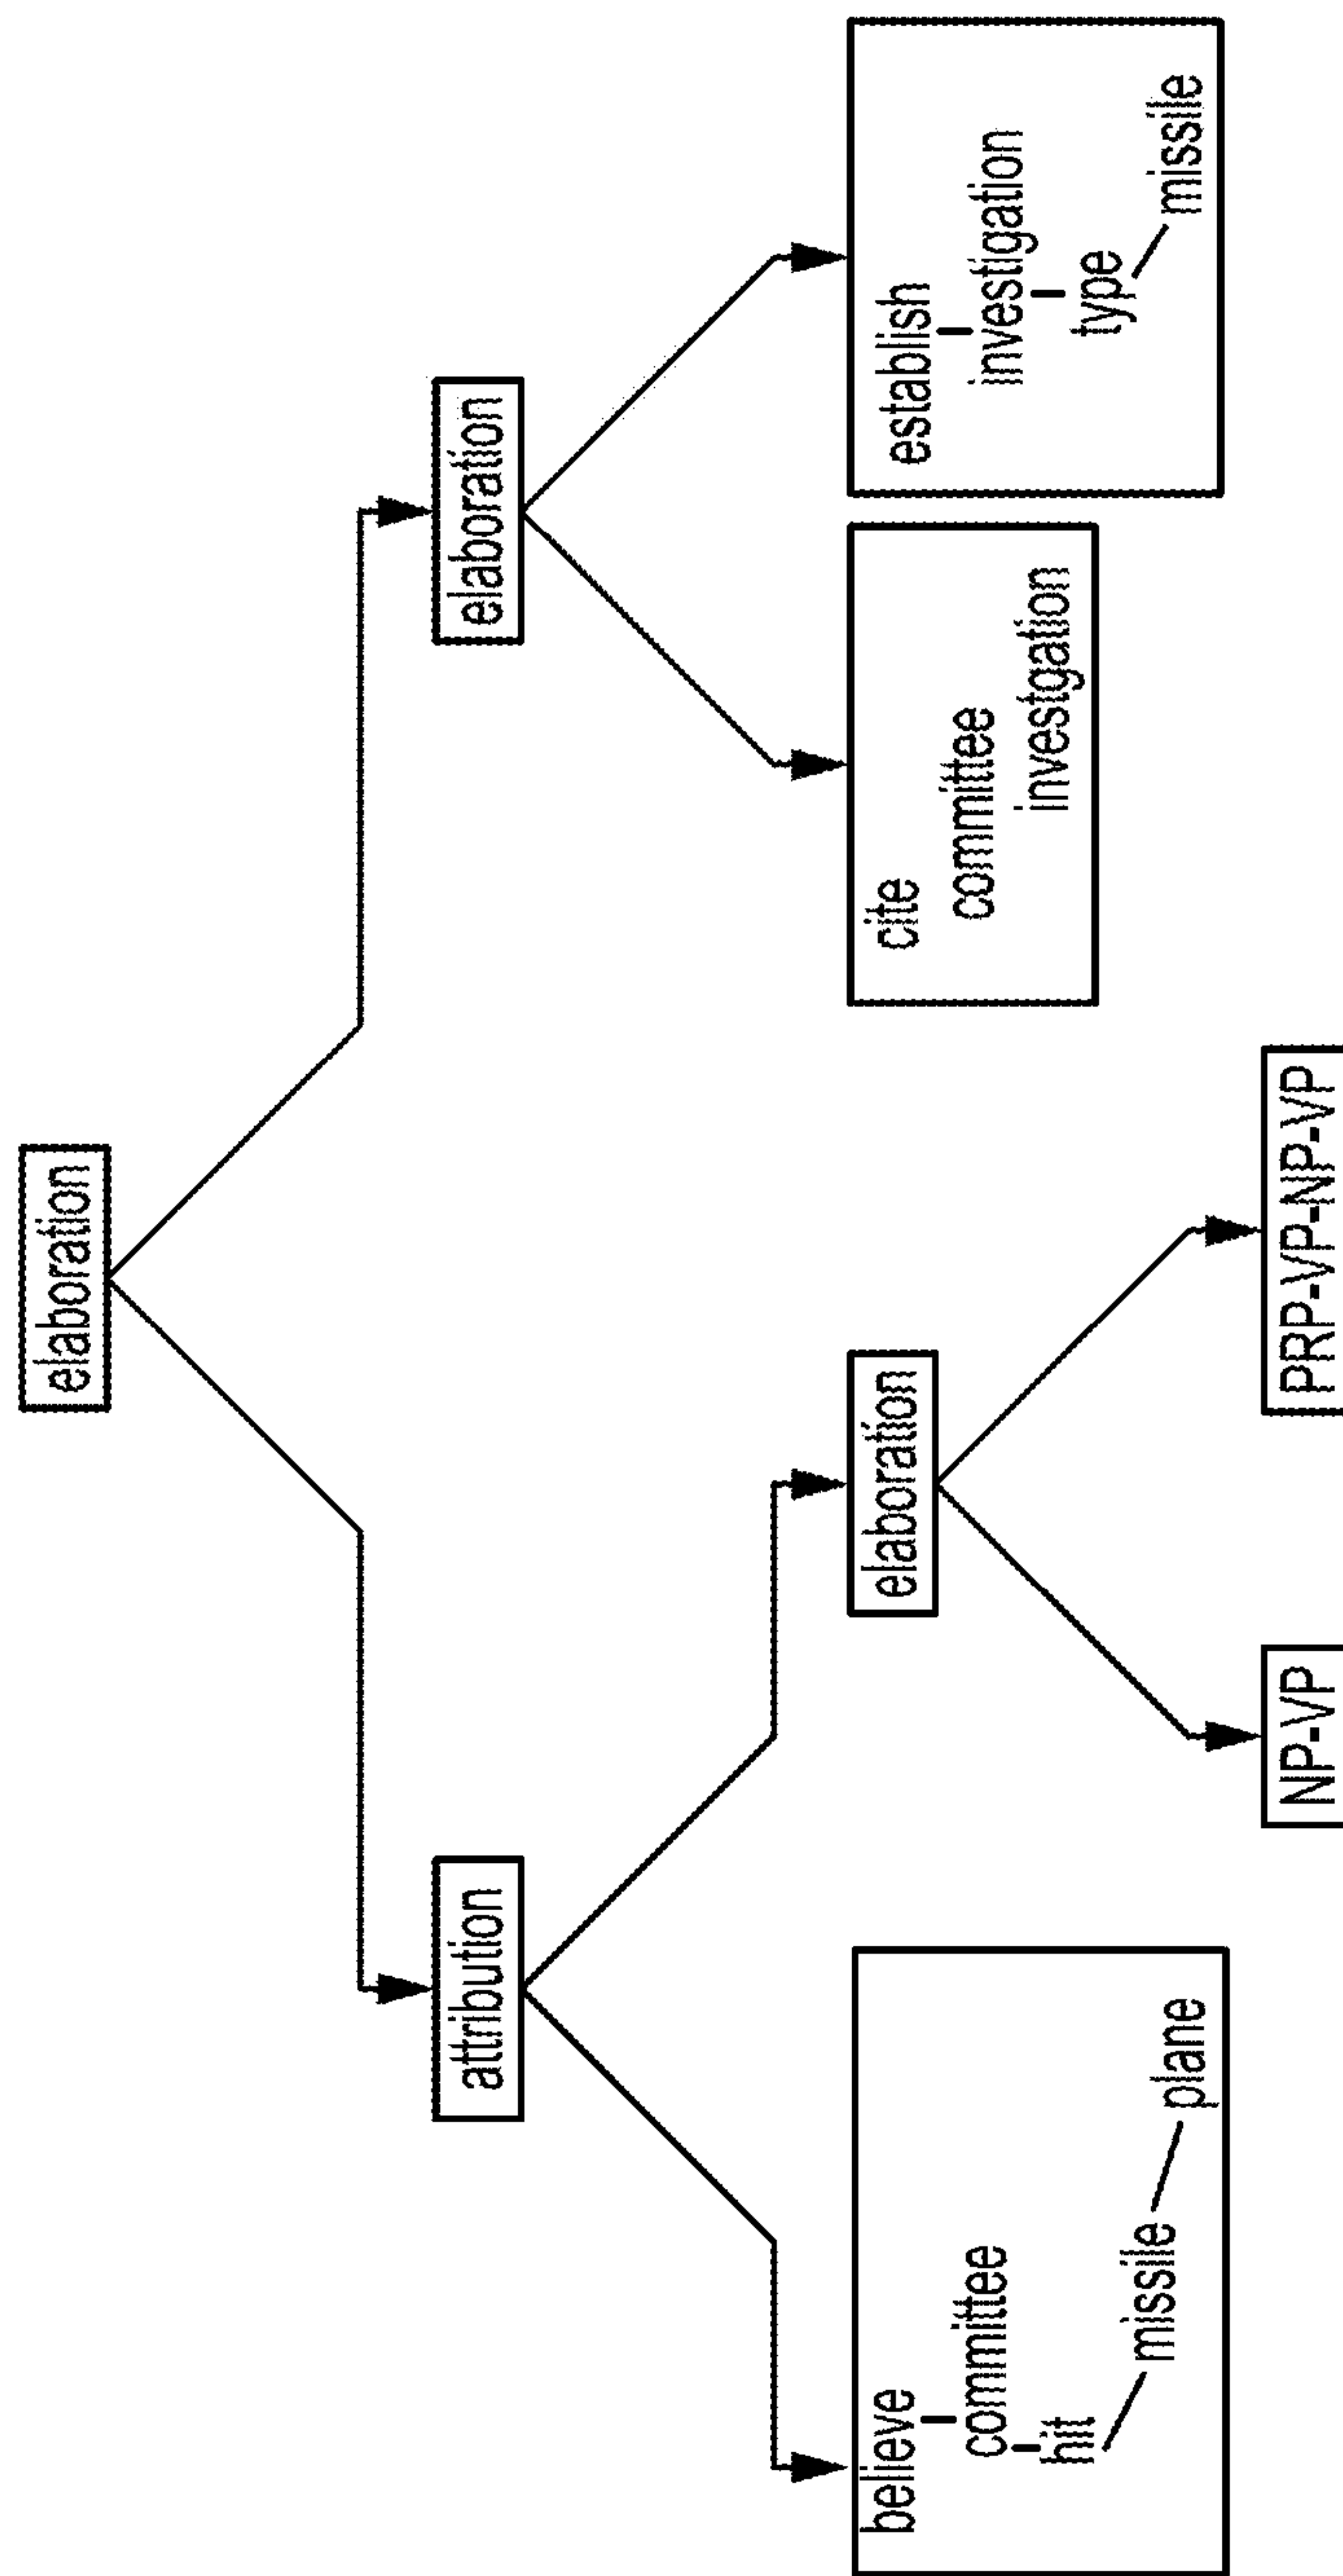 elaboration
attribution
elaboration
believe
committee
hit
missile
plane
elaboration
cite
committee
investgation
establish
investigation
type
missile
NP-VP
PRP-VP-NP-VP